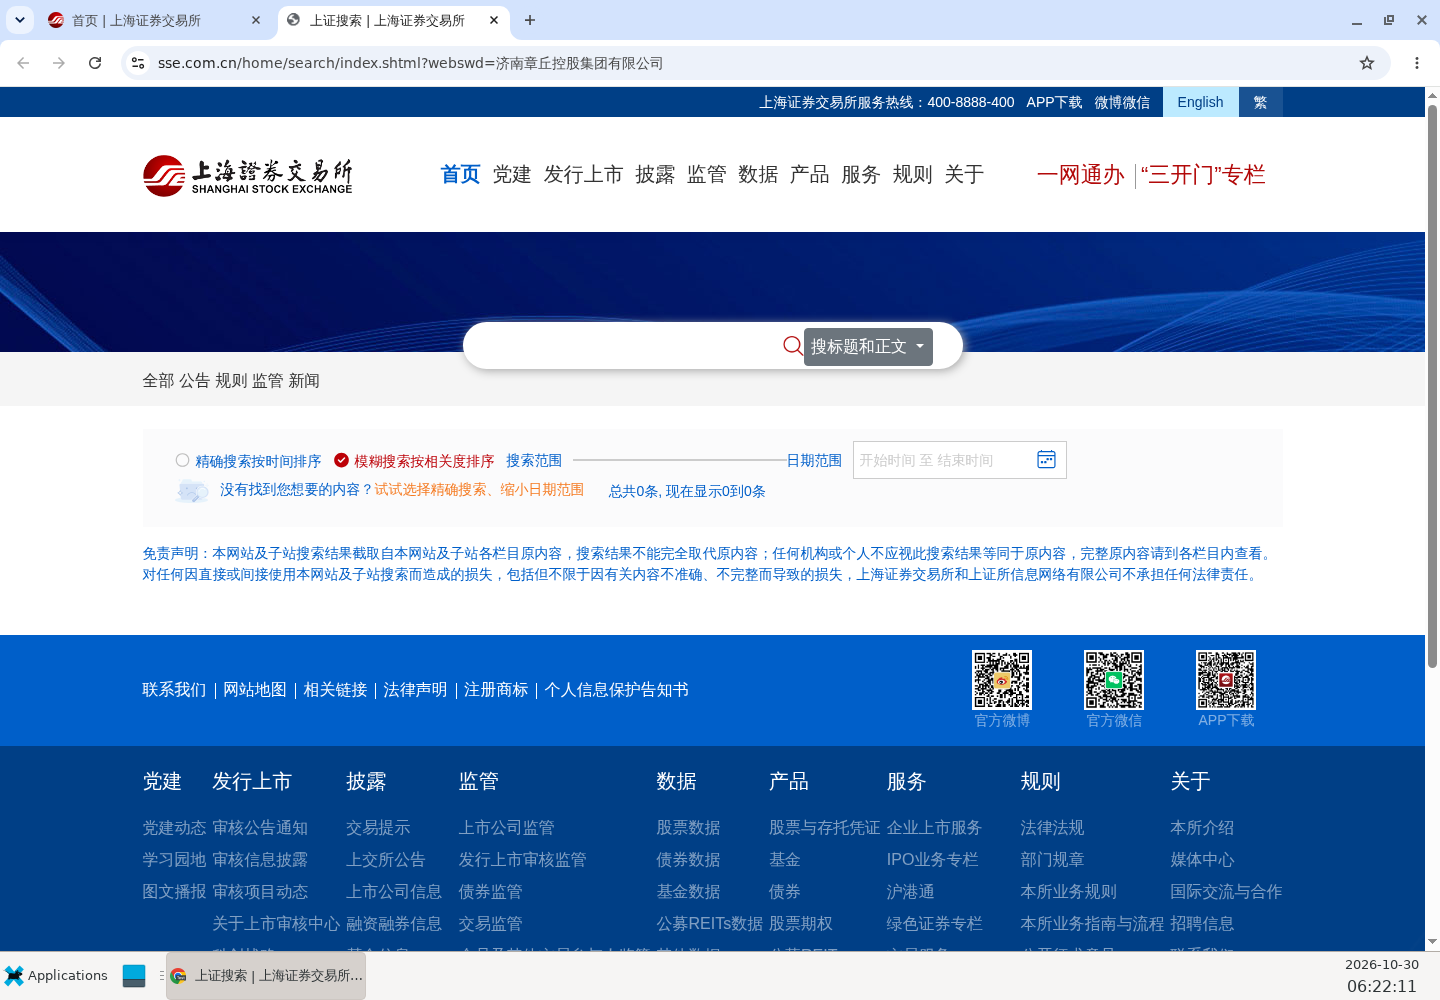 首页 | 上海证券交易所
上证搜索 | 上海证券交易所
sse.com.cn/home/search/index.shtml?webswd=济南章丘控股集团有限公司
上海证券交易所服务热线：400-8888-400 APP下载 微博微信 English 繁
上海證券交易所
SHANGHAI STOCK EXCHANGE
首页 党建 发行上市 披露 监管 数据 产品 服务 规则 关于 一网通办 “三开门”专栏
搜标题和正文
全部 公告 规则 监管 新闻
精确搜索按时间排序 模糊搜索按相关度排序 搜索范围 日期范围 开始时间 至 结束时间
没有找到您想要的内容？试试选择精确搜索、缩小日期范围 总共0条, 现在显示0到0条
免责声明：本网站及子站搜索结果截取自本网站及子站各栏目原内容，搜索结果不能完全取代原内容；任何机构或个人不应视此搜索结果等同于原内容，完整原内容请到各栏目内查看。
对任何因直接或间接使用本网站及子站搜索而造成的损失，包括但不限于因有关内容不准确、不完整而导致的损失，上海证券交易所和上证所信息网络有限公司不承担任何法律责任。
联系我们 | 网站地图 | 相关链接 | 法律声明 | 注册商标 | 个人信息保护告知书
官方微博 官方微信 APP下载
党建 发行上市 披露 监管 数据 产品 服务 规则 关于
党建动态 审核公告通知 交易提示 上市公司监管 股票数据 股票与存托凭证 企业上市服务 法律法规 本所介绍
学习园地 审核信息披露 上交所公告 发行上市审核监管 债券数据 基金 IPO业务专栏 部门规章 媒体中心
图文播报 审核项目动态 上市公司信息 债券监管 基金数据 债券 沪港通 本所业务规则 国际交流与合作
关于上市审核中心 融资融券信息 交易监管 公募REITs数据 股票期权 绿色证券专栏 本所业务指南与流程 招聘信息
Applications
上证搜索 | 上海证券交易所...
2026-10-30
06:22:11